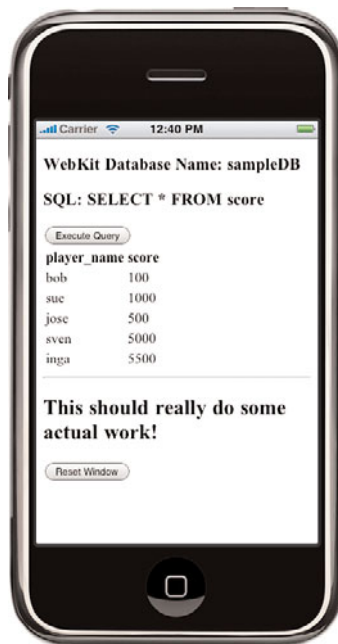 Carrier 12:40 PM
WebKit Database Name: sampleDB
SQL: SELECT * FROM score
Execute Query
player_name score
bob 100
sue 1000
jose 500
sven 5000
inga 5500
This should really do some
actual work!
Reset Window